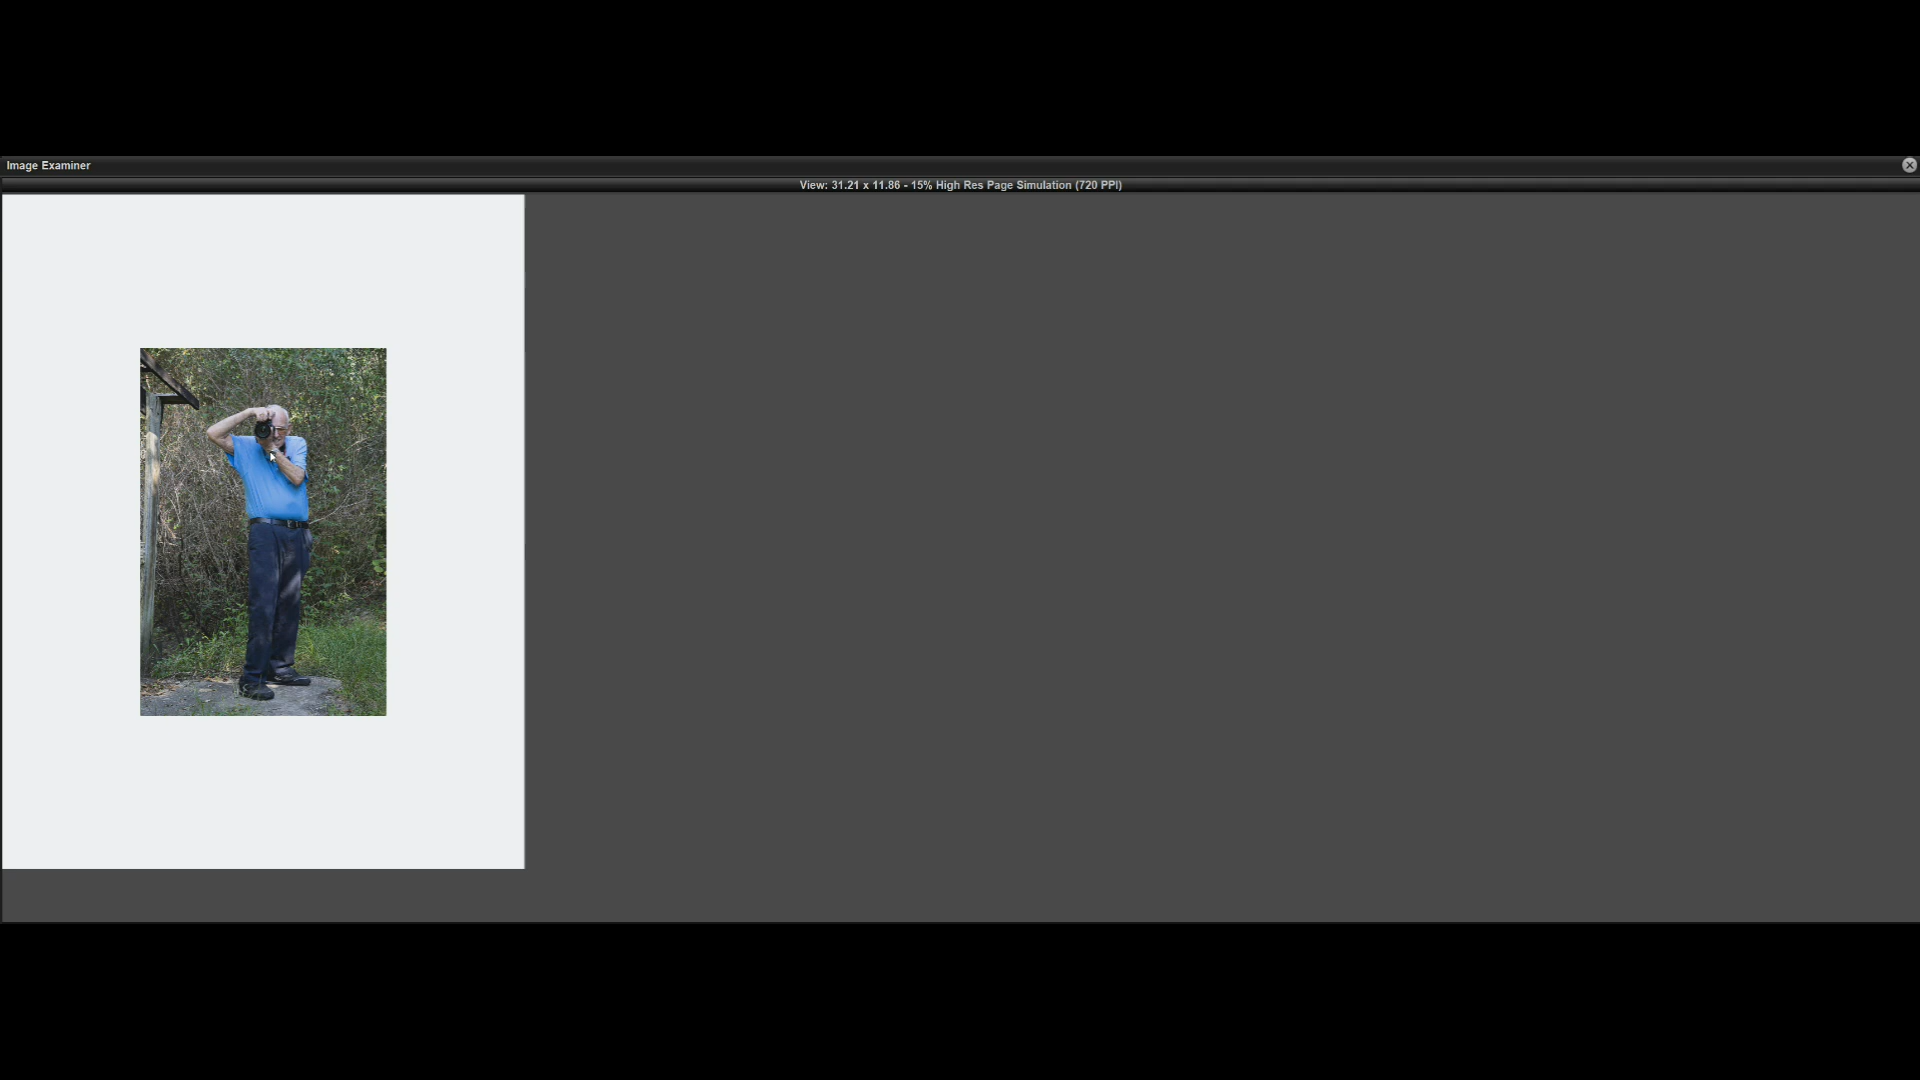 Image Examiner
View: 31.21 x 11.86 - 15% High Res Page Simulation (720 PPI)